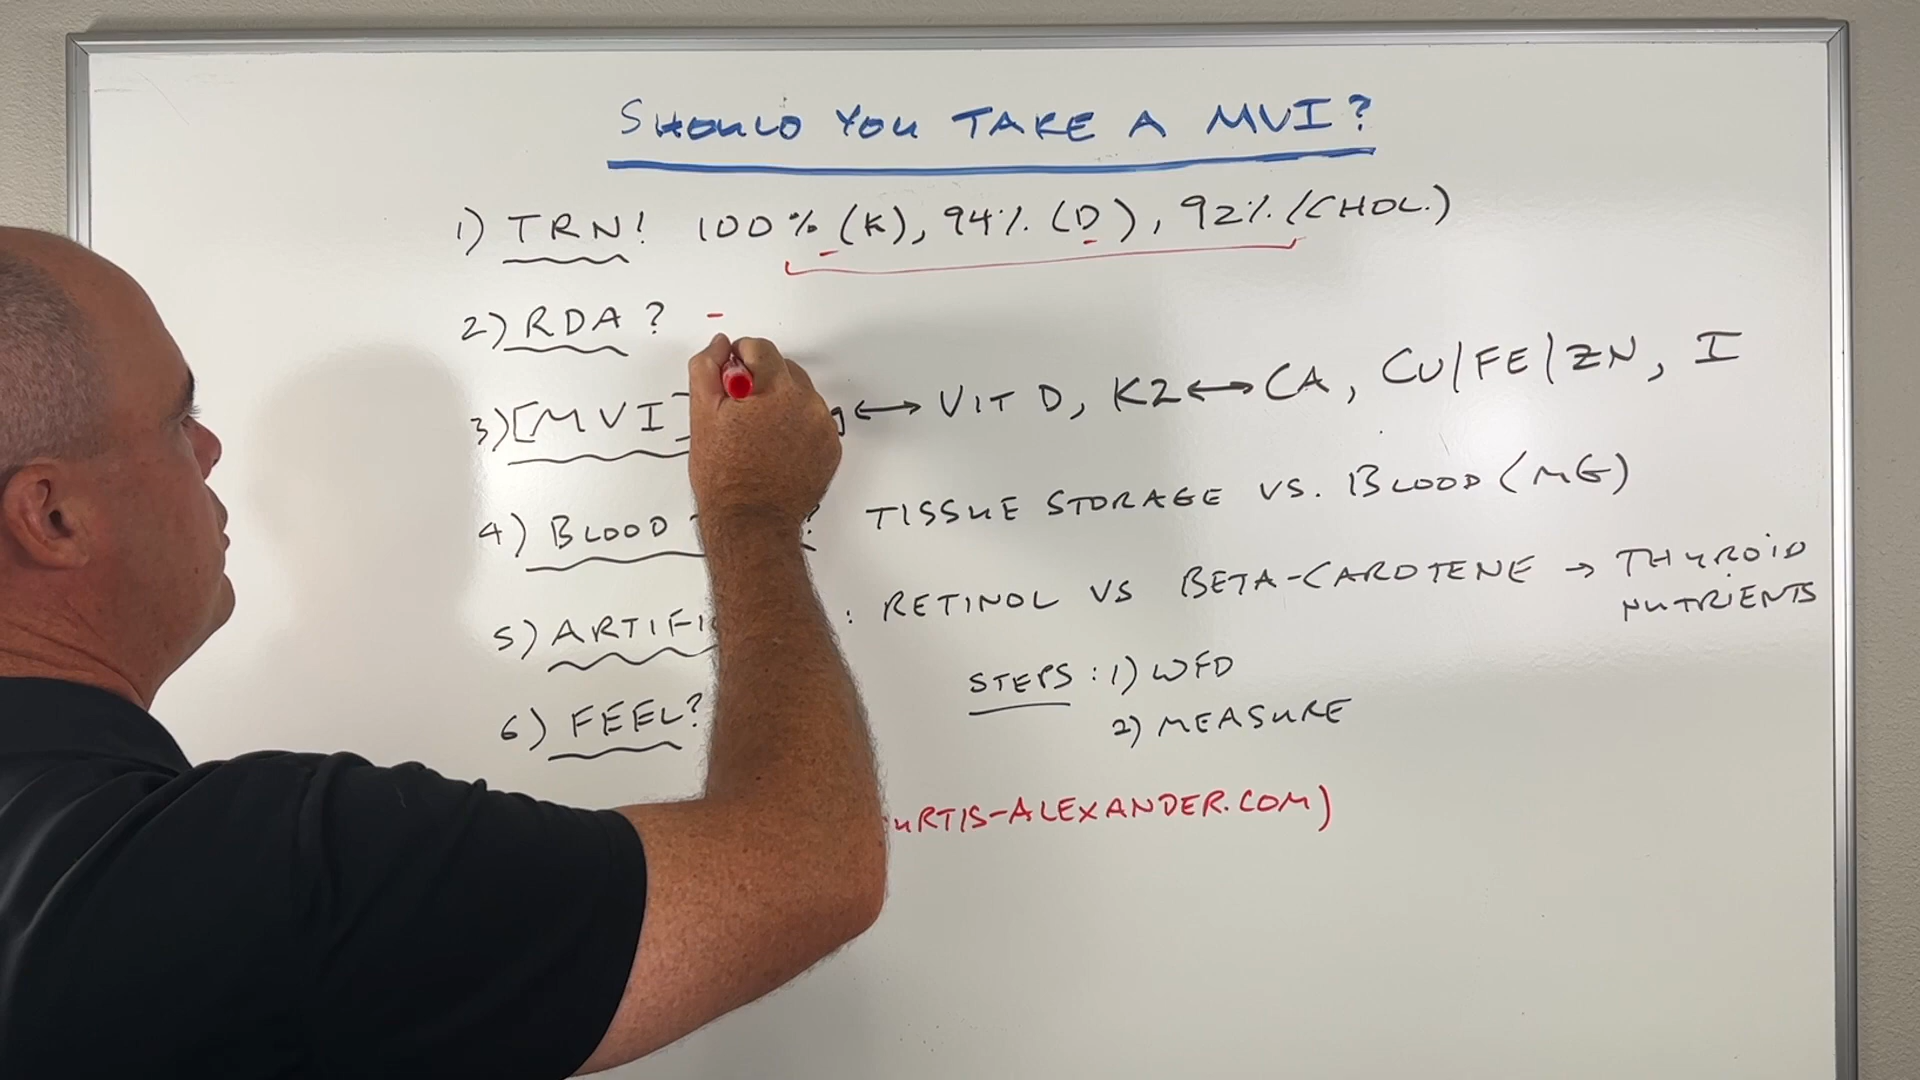 SHOULD YOU TAKE A MVI?
1) TRN! 100% (K), 94% (D), 92% (CHOL.)
2) RDA? -
3) [MVI] ↔ VIT D, K2 ↔ CA, CU/FE/ZN, I
4) BLOOD ? TISSUE STORAGE VS. BLOOD (MG)
5) : RETINOL VS BETA-CAROTENE → THYROID
NUTRIENTS
6) FEEL?
STEPS: 1) WFD
2) MEASURE
URTIS-ALEXANDER.COM)